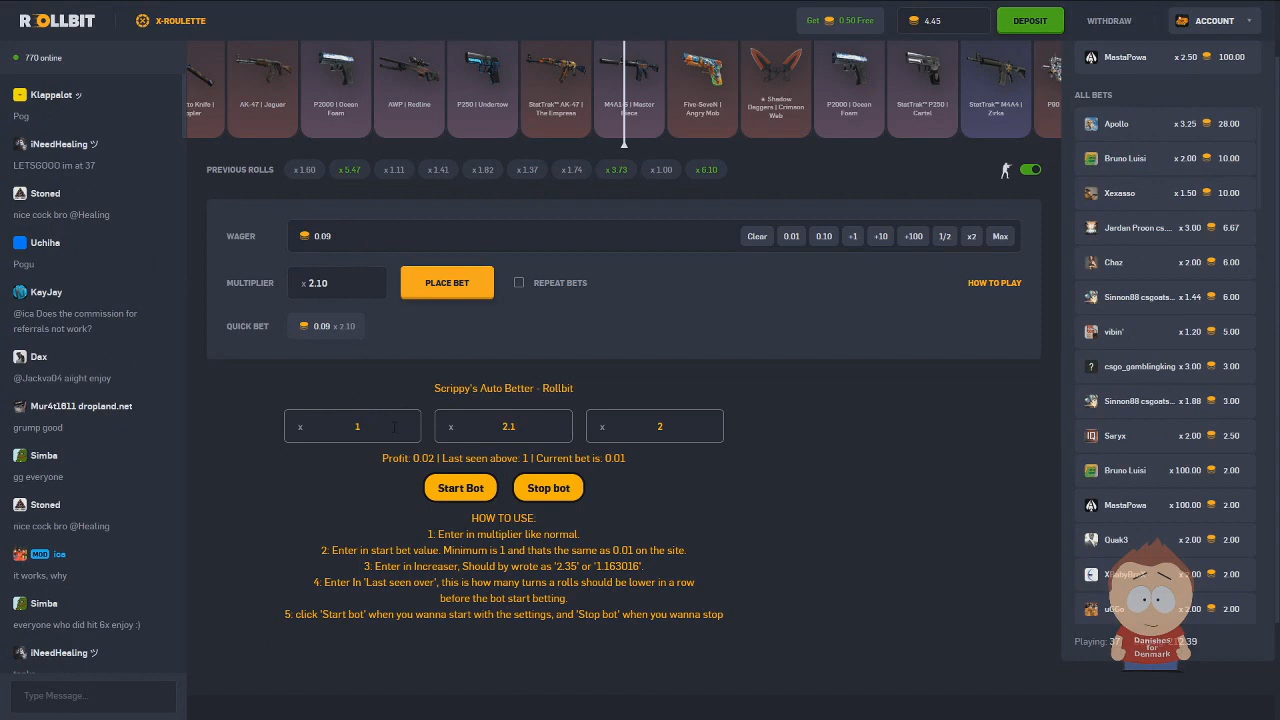 ROLLBIT
X-ROULETTE
Get 0.50 Free
4.45
DEPOSIT
WITHDRAW
ACCOUNT
770 online
Klappalot ッ
Pog
iNeedHealing ツ
LETSGOOO im at 37
Stoned
nice cock bro @Healing
Uchiha
Pogu
KayJay
@ica Does the commission for
referrals not work?
Dax
@Jackva04 aiight enjoy
Mur4t1611 dropland.net
grump good
Simba
gg everyone
Stoned
nice cock bro @Healing
MOD ica
it works, why
Simba
everyone who did hit 6x enjoy :)
iNeedHealing ツ
Type Message...
AK-47 | Jaguar
P2000 | Ocean
Foam
AWP | Redline
P250 | Undertow
StatTrak™ AK-47 |
The Empress
Five-SeveN |
Angry Mob
★ Shadow
Daggers | Crimson
Web
P2000 | Ocean
Foam
StatTrak™ P250 |
Cartel
StatTrak™ M4A4 |
Zirka
PREVIOUS ROLLS
x 1.60
x 5.47
x 1.11
x 1.41
x 1.82
x 1.37
x 1.74
x 3.73
x 1.00
x 6.10
WAGER
0.09
Clear
0.01
0.10
+1
+10
+100
1/2
x2
Max
MULTIPLIER
x 2.10
PLACE BET
REPEAT BETS
HOW TO PLAY
QUICK BET
0.09 x 2.10
Scrippy's Auto Better - Rollbit
x 1
x 2.1
x 2
Profit: 0.02 | Last seen above: 1 | Current bet is: 0.01
Start Bot
Stop bot
HOW TO USE:
1: Enter in multiplier like normal.
2: Enter in start bet value. Minimum is 1 and thats the same as 0.01 on the site.
3: Enter in Increaser, Should by wrote as '2.35' or '1.163016'.
4: Enter In 'Last seen over', this is how many turns a rolls should be lower in a row
before the bot start betting.
5: click 'Start bot' when you wanna start with the settings, and 'Stop bot' when you wanna stop
MastaPowa x 2.50 100.00
ALL BETS
Apollo x 3.25 28.00
Bruno Luisi x 2.00 10.00
Xexasso x 1.50 10.00
Jardan Proon cs.... x 3.00 6.67
Chaz x 2.00 6.00
Sinnon88 csgoats... x 1.44 6.00
vibin' x 1.20 5.00
csgo_gamblingking x 3.00 3.00
Sinnon88 csgoats... x 1.88 3.00
Saryx x 2.00 2.50
Bruno Luisi x 100.00 2.00
MastaPowa x 100.00 2.00
Quak3 x 3.00 2.00
2.00
x 2.00 2.00
Playing: 37
Danishes
for
Denmark